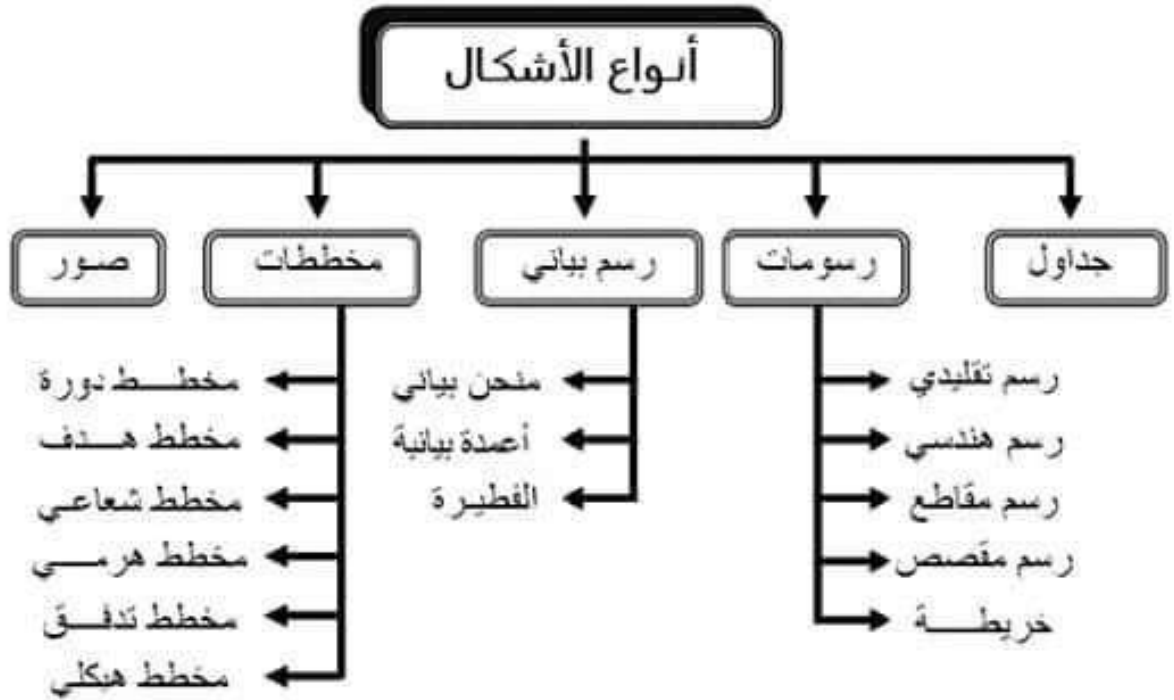 أنواع الأشكال
جداول
رسومات
رسم بياني
مخططات
صور
رسم تقليدي
رسم هندسي
رسم مقاطع
رسم مقصص
خريطة
منحن بياني
أعمدة بيانية
الفطيرة
مخطط دورة
مخطط هدف
مخطط شعاعي
مخطط هرمي
مخطط تدفق
مخطط هيكلي